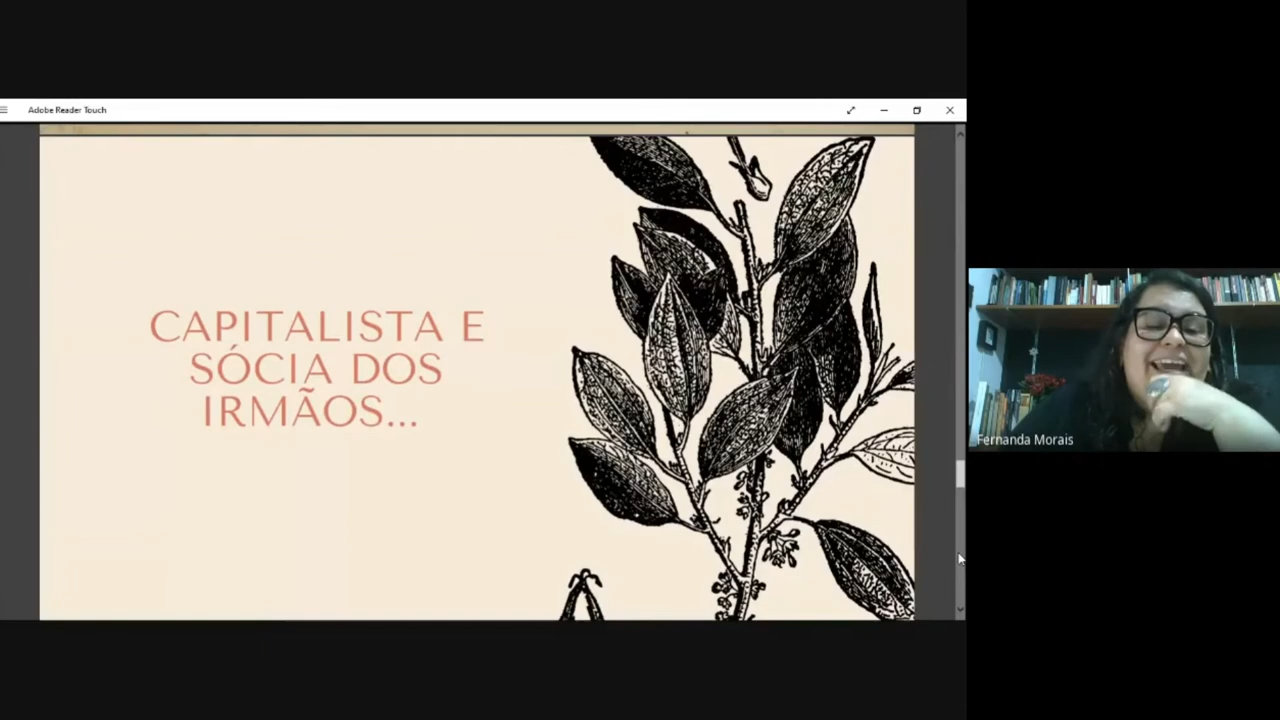 Adobe Reader Touch
CAPITALISTA E
SÓCIA DOS
IRMÃOS...
Fernanda Morais